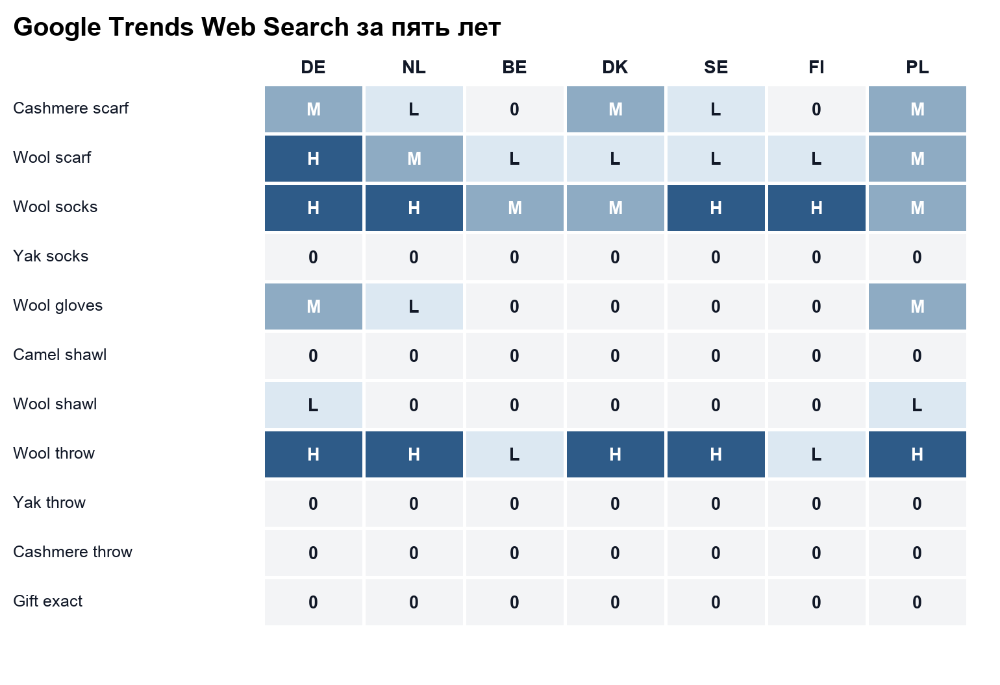 Google Trends Web Search за пять лет
DE NL BE DK SE FI PL
Cashmere scarf M L 0 M L 0 M
Wool scarf H M L L L L M
Wool socks H H M M H H M
Yak socks 0 0 0 0 0 0 0
Wool gloves M L 0 0 0 0 M
Camel shawl 0 0 0 0 0 0 0
Wool shawl L 0 0 0 0 0 L
Wool throw H H L H H L H
Yak throw 0 0 0 0 0 0 0
Cashmere throw 0 0 0 0 0 0 0
Gift exact 0 0 0 0 0 0 0